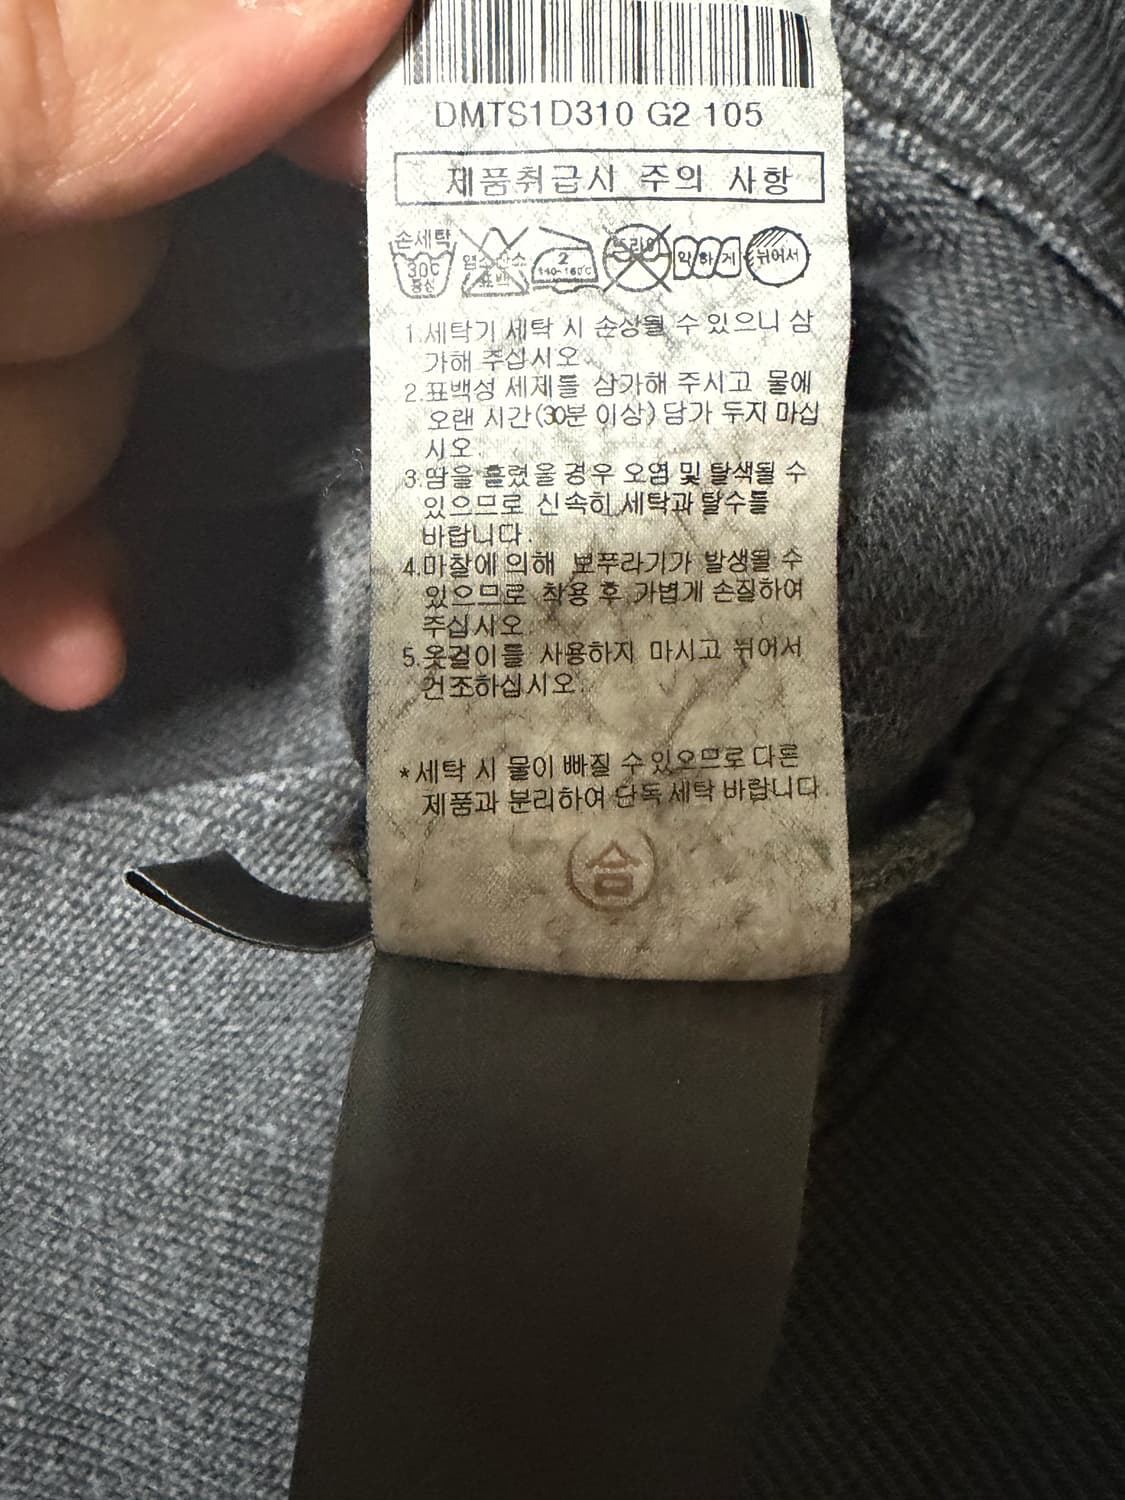 DMTS1D310 G2 105
제품취급시 주의 사항
손세탁 염소산소 2 드라이 약하게 뉘어서
30℃ 표백 140-160℃
중성
1.세탁기 세탁 시 손상될 수 있으니 삼
가해 주십시오.
2.표백성 세제를 삼가해 주시고 물에
오랜 시간(30분 이상) 담가 두지 마십
시오.
3.땀을 흘렸울 경우 오염 및 탈색될 수
있으므로 신속히 세탁과 탈수를
바랍니다.
4.마찰에 의해 보푸라기가 발생될 수
있으므로 착용 후 가볍게 손질하여
주십시오.
5.옷걸이를 사용하지 마시고 뉘어서
건조하십시오.
*세탁 시 물이 빠질 수 있으므로 다른
제품과 분리하여 단독 세탁 바랍니다.
합